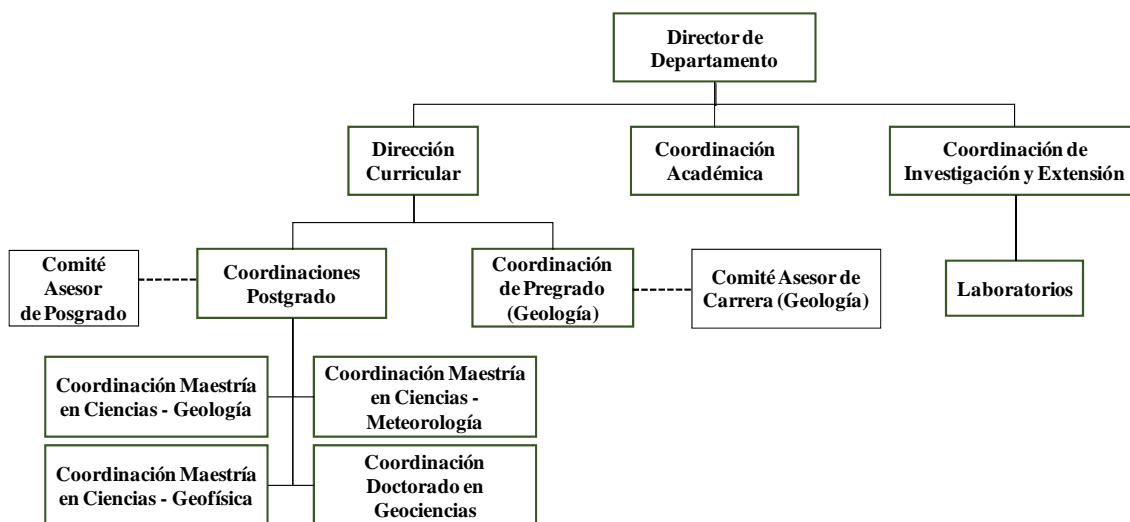 Director de
Departamento
Dirección
Curricular
Coordinación
Académica
Coordinación de
Investigación y Extensión
Comité
Asesor
de Posgrado
Coordinaciones
Postgrado
Coordinación
de Pregrado
(Geología)
Comité Asesor de
Carrera (Geología)
Laboratorios
Coordinación Maestría
en Ciencias - Geología
Coordinación Maestría
en Ciencias -
Meteorología
Coordinación Maestría
en Ciencias - Geofísica
Coordinación
Doctorado en
Geociencias